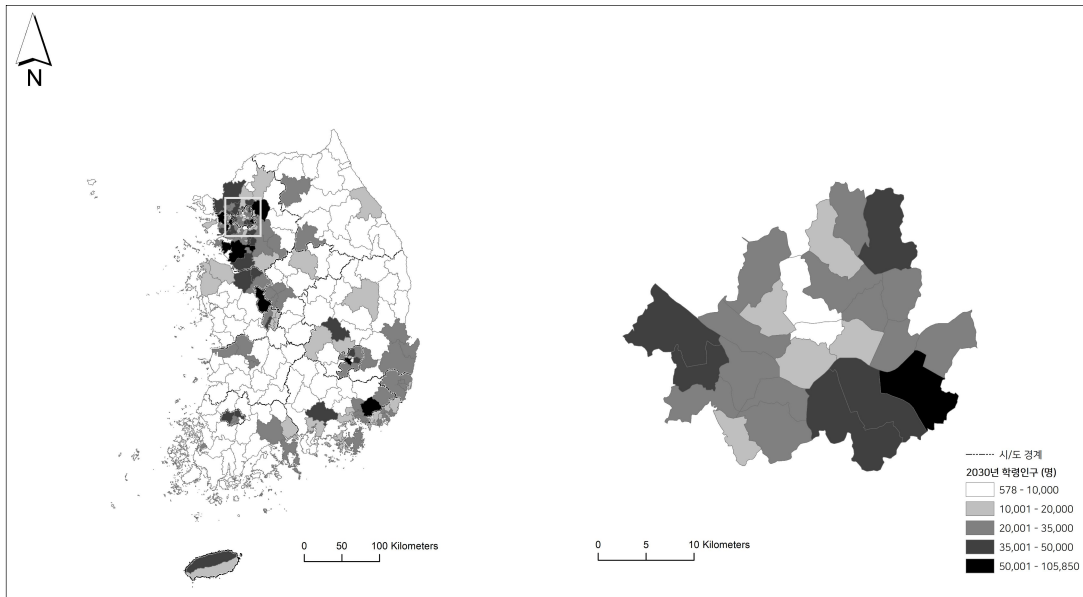 N
0 50 100 Kilometers
0 5 10 Kilometers
시/도 경계
2030년 학령인구 (명)
578 - 10,000
10,001 - 20,000
20,001 - 35,000
35,001 - 50,000
50,001 - 105,850